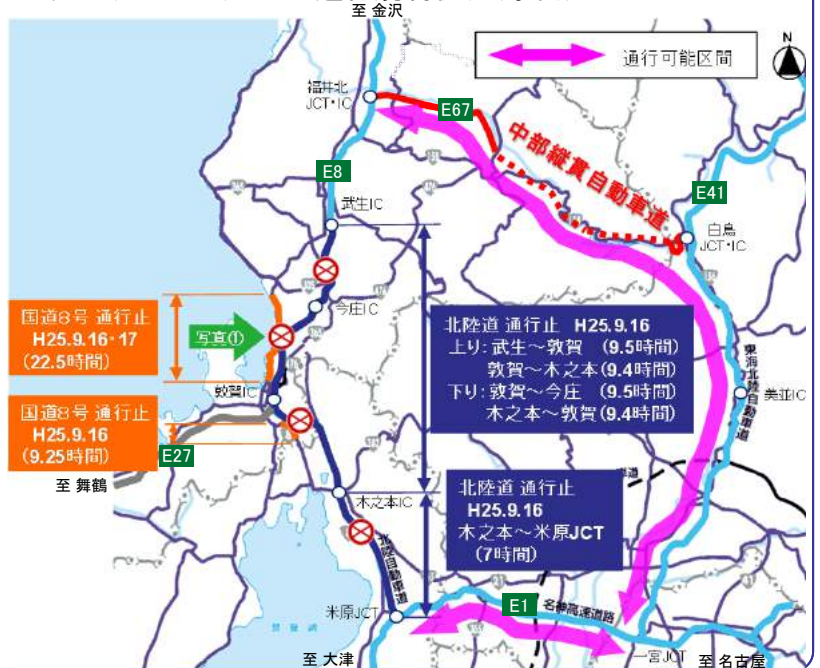 至 金沢
N
通行可能区間
福井北
JCT・IC
E67
中部縦貫自動車道
E8
E41
武生IC
白鳥
JCT・IC
今庄IC
国道8号 通行止
H25.9.16・17
(22.5時間)
写真①
北陸道 通行止 H25.9.16
上り：武生～敦賀 (9.5時間)
敦賀～木之本 (9.4時間)
下り：敦賀～今庄 (9.5時間)
木之本～敦賀 (9.4時間)
東海北陸自動車道
美並IC
敦賀IC
国道8号 通行止
H25.9.16
(9.25時間)
E27
至 舞鶴
木之本IC
北陸道 通行止
H25.9.16
木之本～米原JCT
(7時間)
北陸自動車道
米原JCT
E1
名神高速道路
至 大津
一宮JCT
至 名古屋